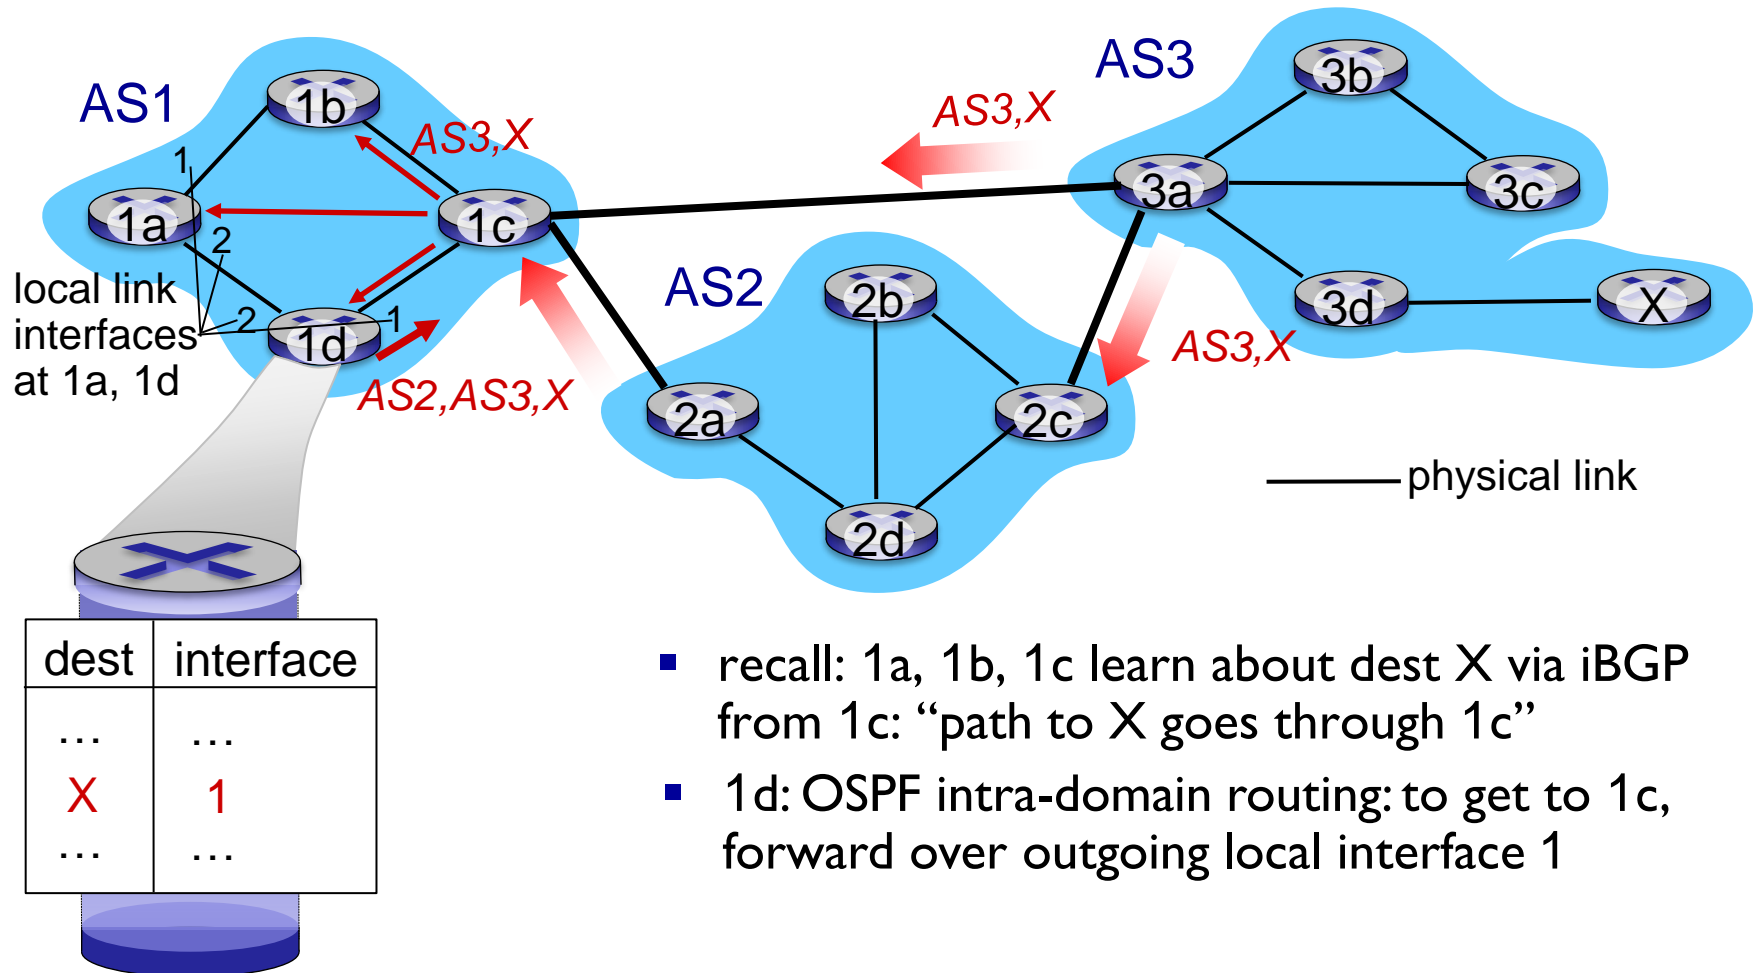 AS3
3b
AS1
1b
AS3,X
AS3,X
1
3a
3c
1a
1c
2
AS2
local link
interfaces
at 1a, 1d
2b
3d
X
2
1
1d
AS3,X
AS2,AS3,X
2a
2c
physical link
2d
dest interface
… …
X 1
… …
recall: 1a, 1b, 1c learn about dest X via iBGP
from 1c: “path to X goes through 1c”
1d: OSPF intra-domain routing: to get to 1c,
forward over outgoing local interface 1